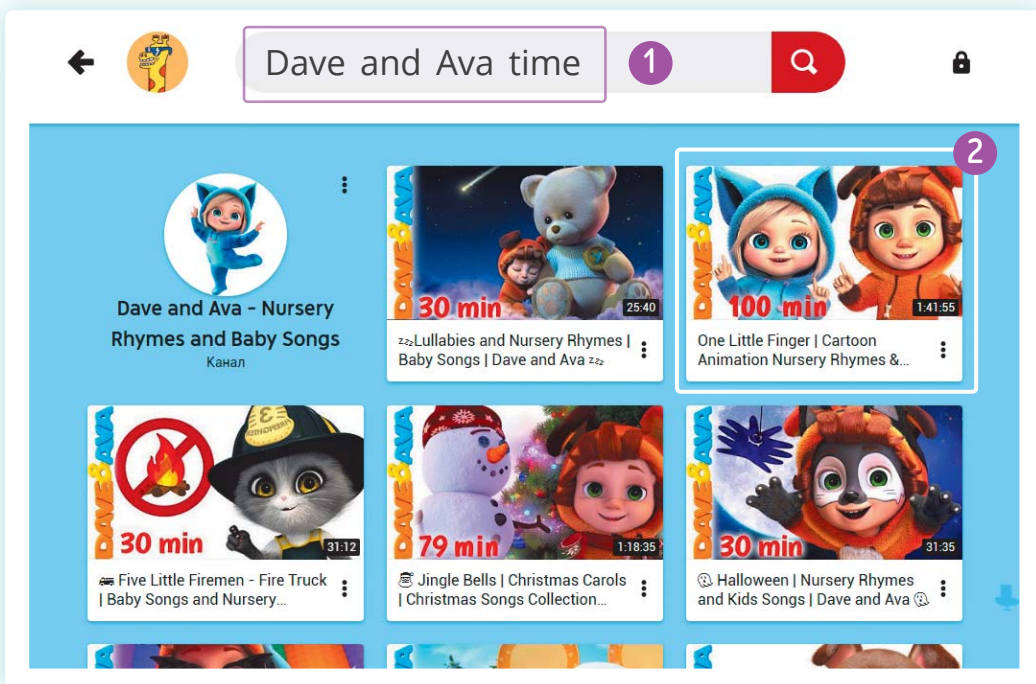 Dave and Ava time
1
2
Dave and Ava - Nursery
Rhymes and Baby Songs
Канал
DAVE&AVA
30 min
25:40
zzzLullabies and Nursery Rhymes |
Baby Songs | Dave and Ava zzz
DAVE&AVA
100 min
1:41:55
One Little Finger | Cartoon
Animation Nursery Rhymes &...
DAVE&AVA
30 min
31:12
Five Little Firemen - Fire Truck
| Baby Songs and Nursery...
DAVE&AVA
79 min
1:18:35
Jingle Bells | Christmas Carols
| Christmas Songs Collection...
DAVE&AVA
30 min
31:35
Halloween | Nursery Rhymes
and Kids Songs | Dave and Ava